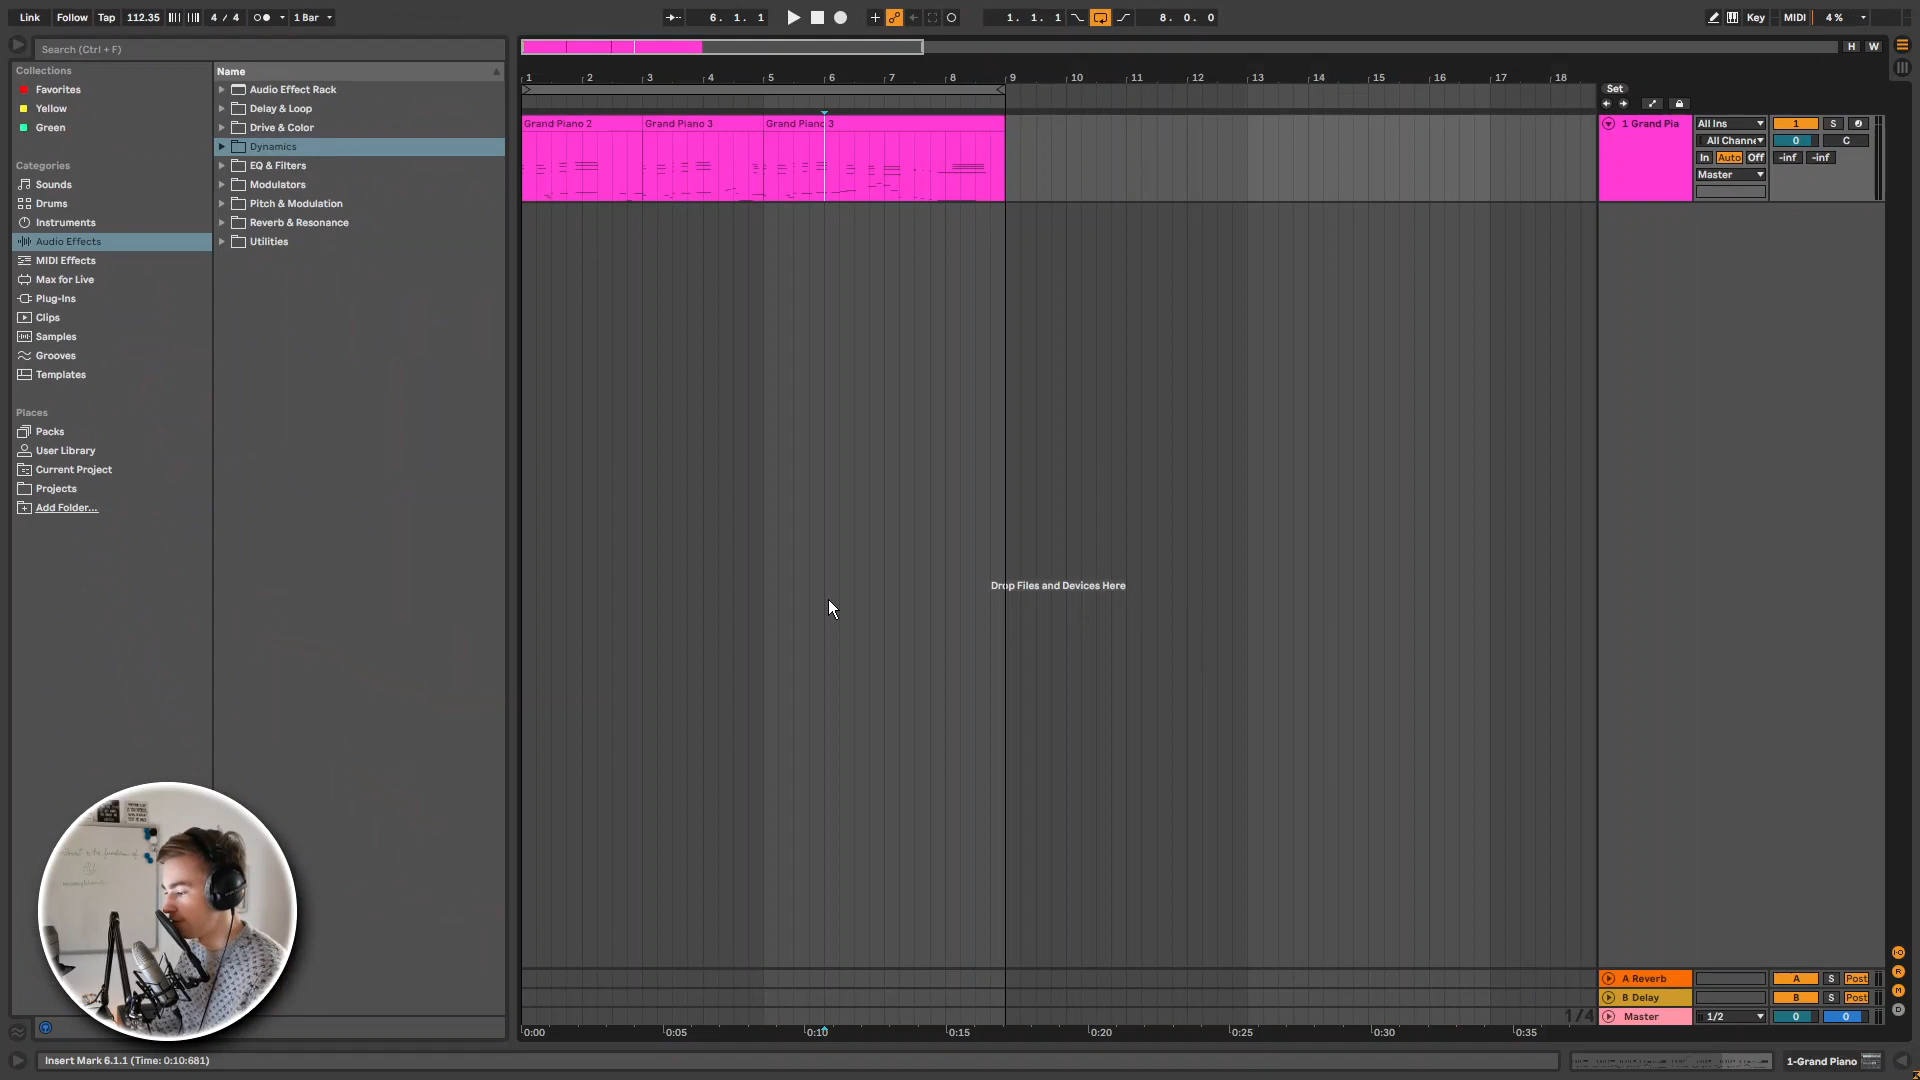 Link Follow Tap 112.35 4 / 4 1 Bar 6. 1. 1 1. 1. 1 8. 0. 0 Key MIDI 4 %
Search (Ctrl + F)
H W
Collections
Favorites
Yellow
Green
Categories
Sounds
Drums
Instruments
Audio Effects
MIDI Effects
Max for Live
Plug-Ins
Clips
Samples
Grooves
Templates
Places
Packs
User Library
Current Project
Projects
Add Folder...
Name
Audio Effect Rack
Delay & Loop
Drive & Color
Dynamics
EQ & Filters
Modulators
Pitch & Modulation
Reverb & Resonance
Utilities
1 2 3 4 5 6 7 8 9 10 11 12 13 14 15 16 17 18
Set
Grand Piano 2 Grand Piano 3 Grand Piano 3
1 Grand Pia All Ins 1 S
All Channe 0 C
In Auto Off -inf -inf
Master
Drop Files and Devices Here
A Reverb A S Post
B Delay B S Post
1/4
Master 1/2 0 0
0:00 0:05 0:10 0:15 0:20 0:25 0:30 0:35
Insert Mark 6.1.1 (Time: 0:10:681)
1-Grand Piano